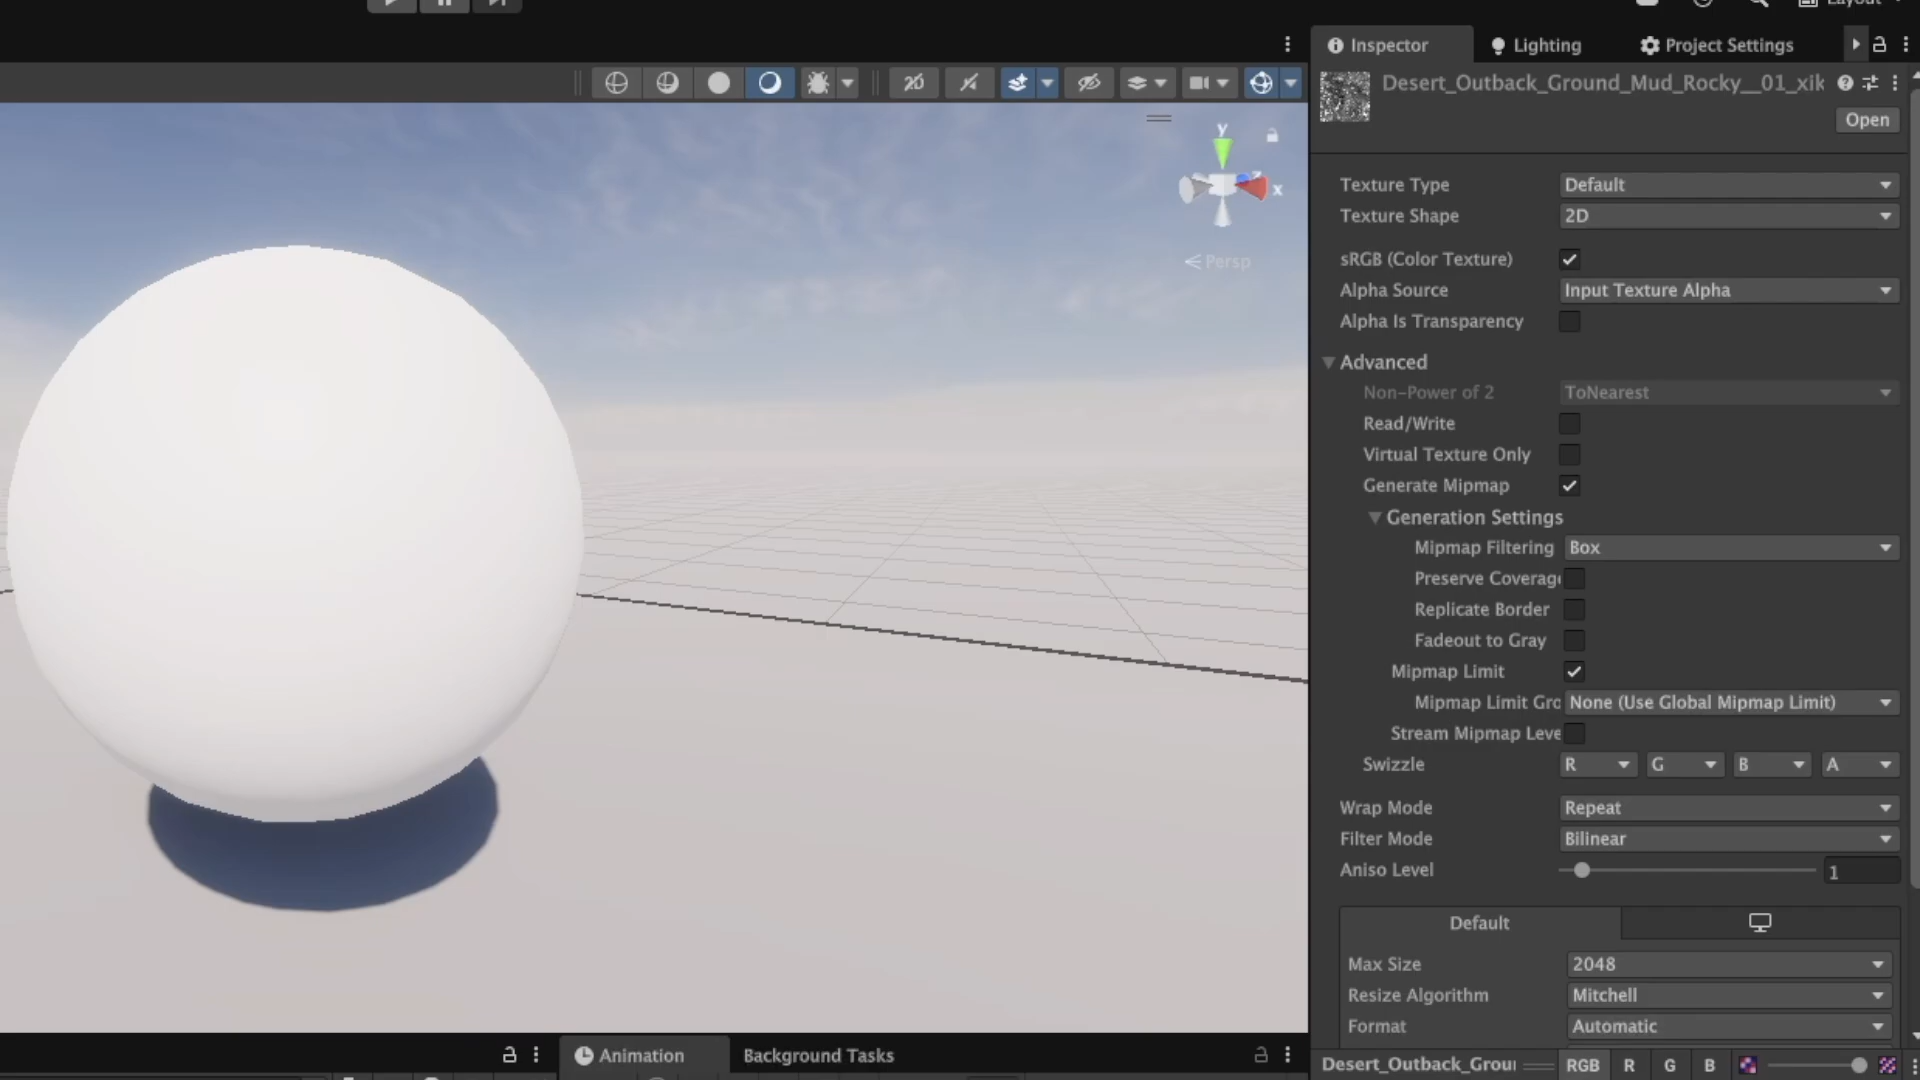 Layout
Inspector
Lighting
Project Settings
2D
Desert_Outback_Ground_Mud_Rocky__01_xik
Open
y
x
Persp
Texture Type Default
Texture Shape 2D
sRGB (Color Texture)
Alpha Source Input Texture Alpha
Alpha Is Transparency
Advanced
Non-Power of 2 ToNearest
Read/Write
Virtual Texture Only
Generate Mipmap
Generation Settings
Mipmap Filtering Box
Preserve Coverag
Replicate Border
Fadeout to Gray
Mipmap Limit
Mipmap Limit Gro None (Use Global Mipmap Limit)
Stream Mipmap Leve
Swizzle R G B A
Wrap Mode Repeat
Filter Mode Bilinear
Aniso Level 1
Default
Max Size 2048
Resize Algorithm Mitchell
Format Automatic
Animation
Background Tasks
Desert_Outback_Groun
RGB R G B